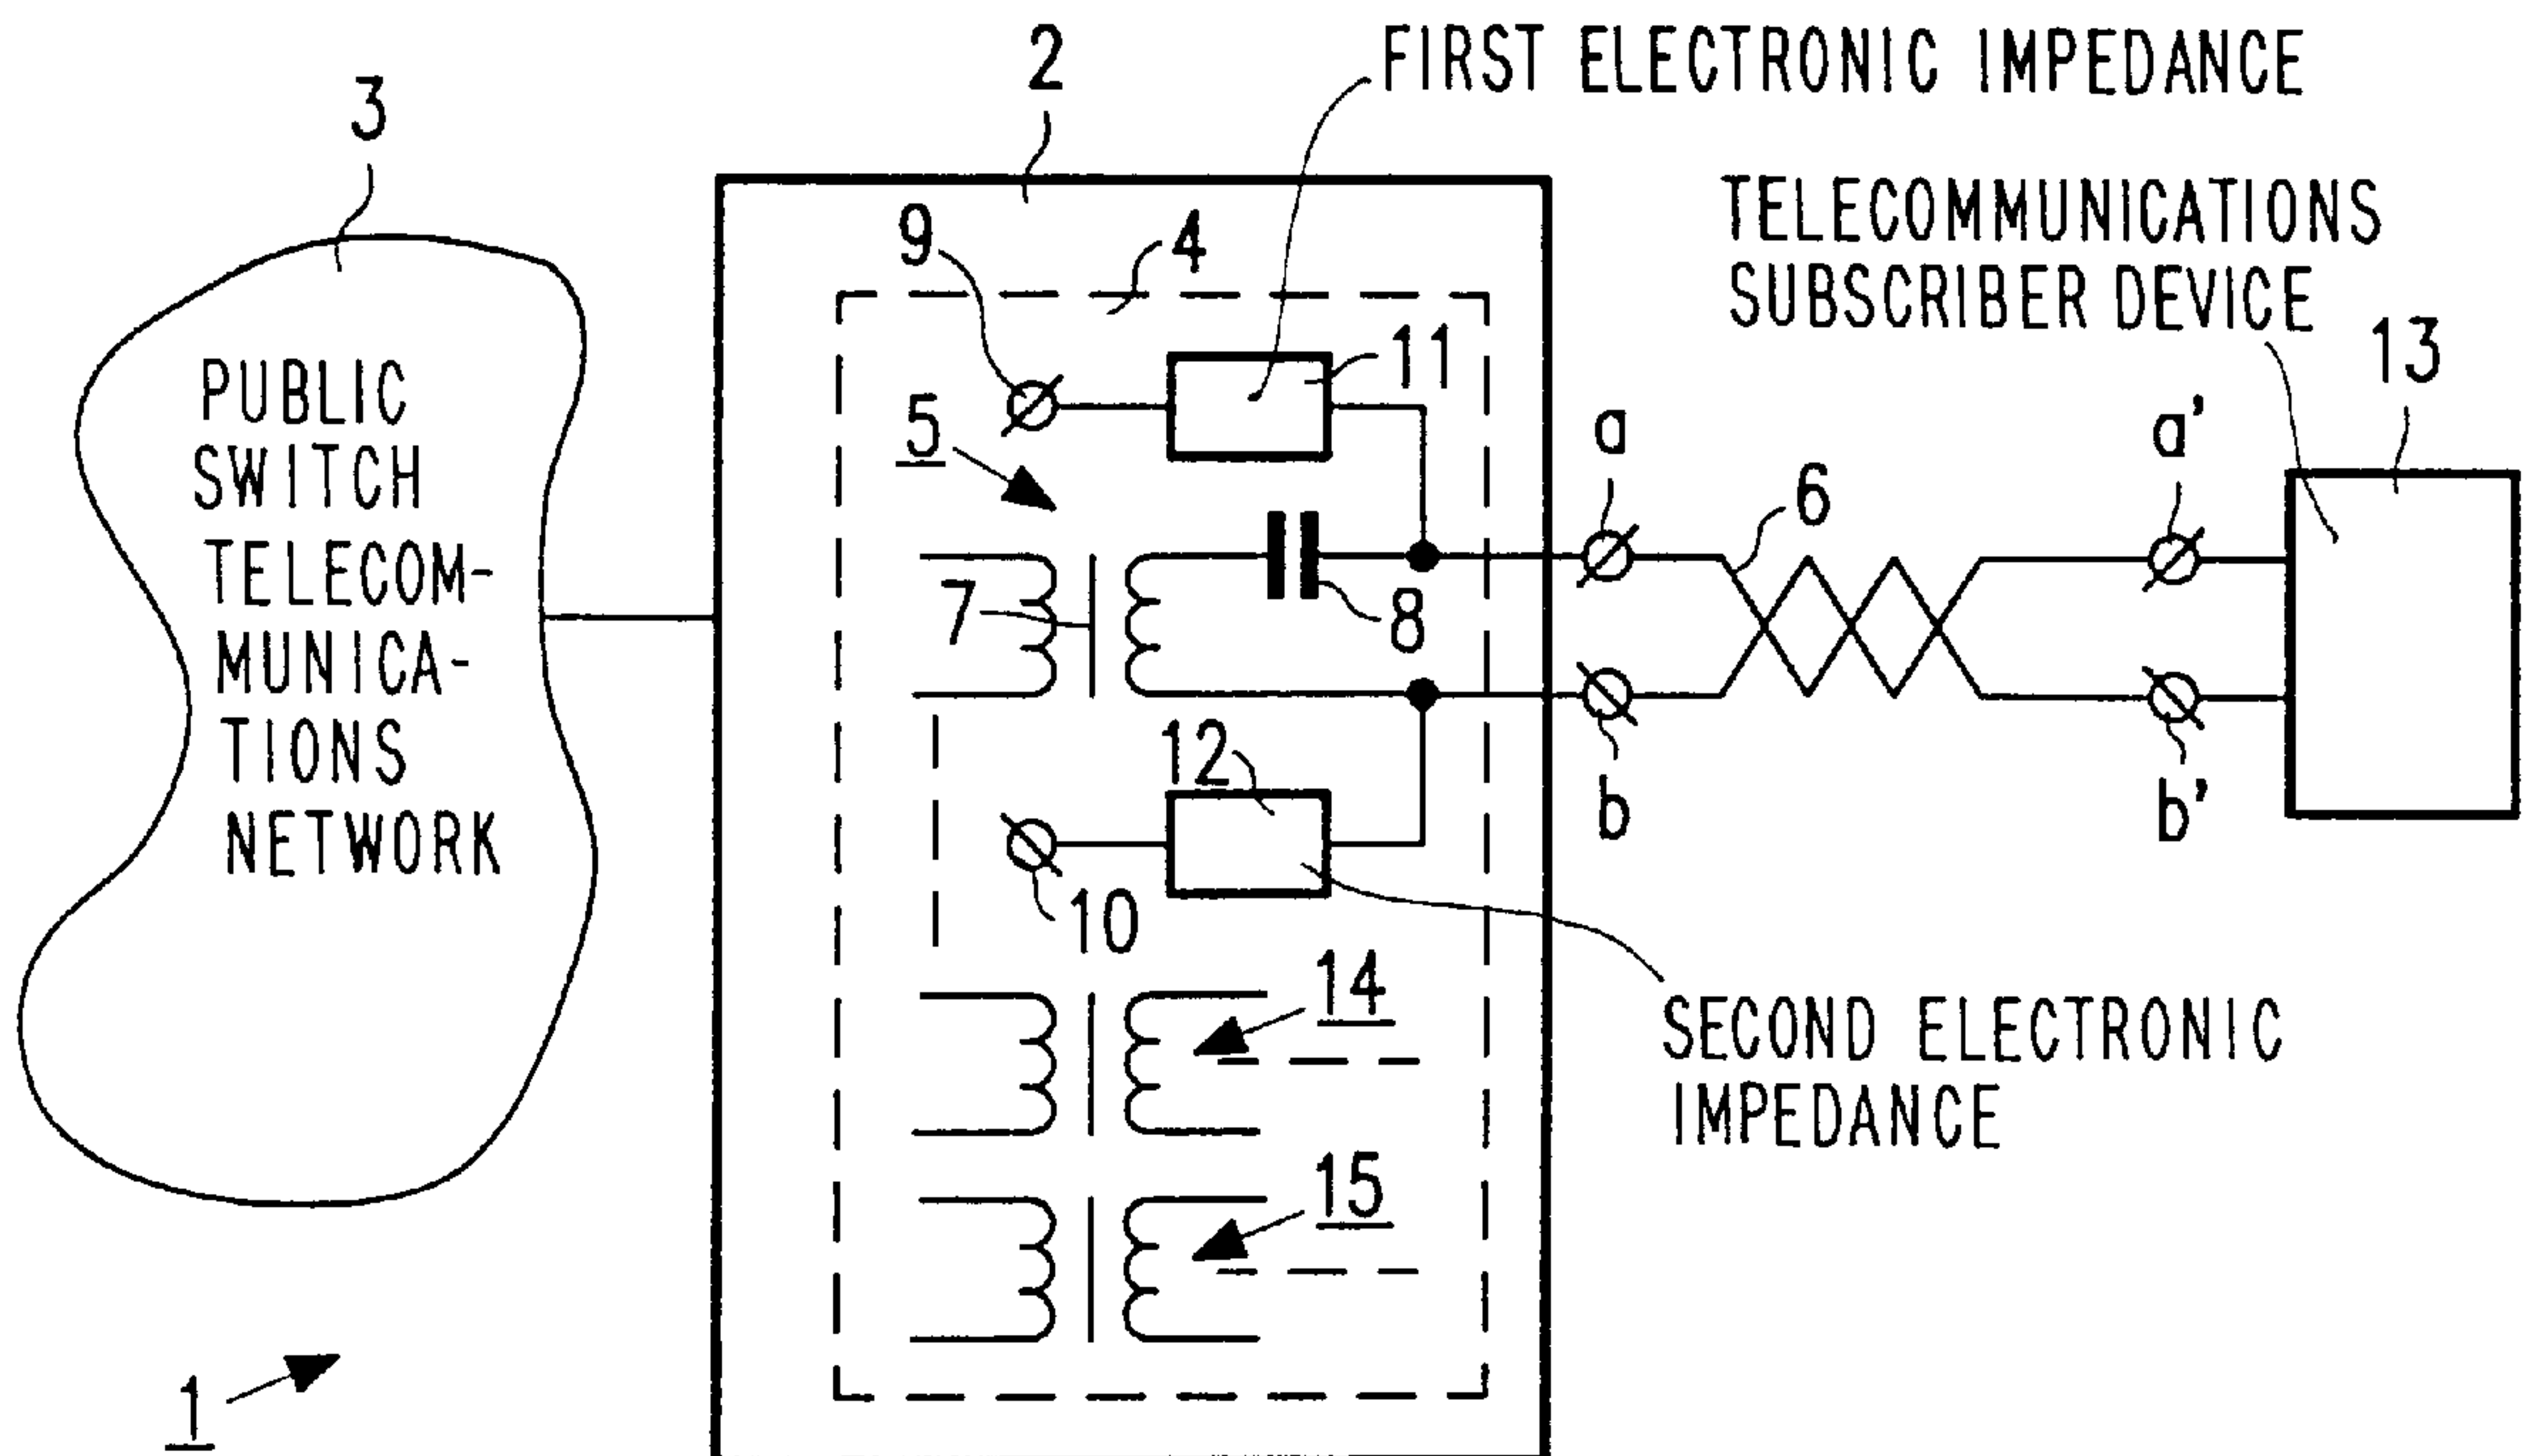 FIRST ELECTRONIC IMPEDANCE
2
3
TELECOMMUNICATIONS
SUBSCRIBER DEVICE
13
9
4
11
5
a
a'
PUBLIC
SWITCH
TELECOM-
MUNICA-
TIONS
NETWORK
6
7
8
12
b
b'
10
14
SECOND ELECTRONIC
IMPEDANCE
15
1